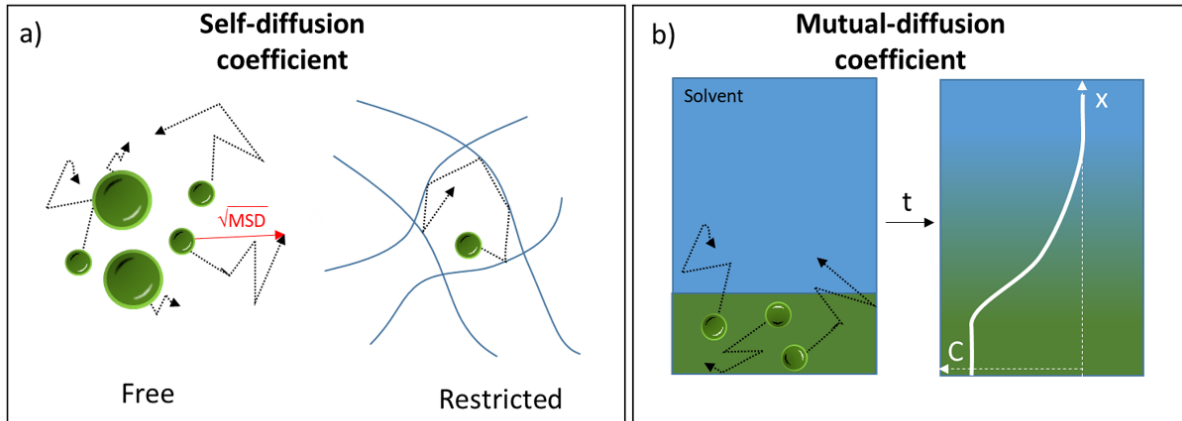 a)
Self-diffusion
coefficient
√MSD
Free
Restricted
b)
Mutual-diffusion
coefficient
Solvent
t
x
C